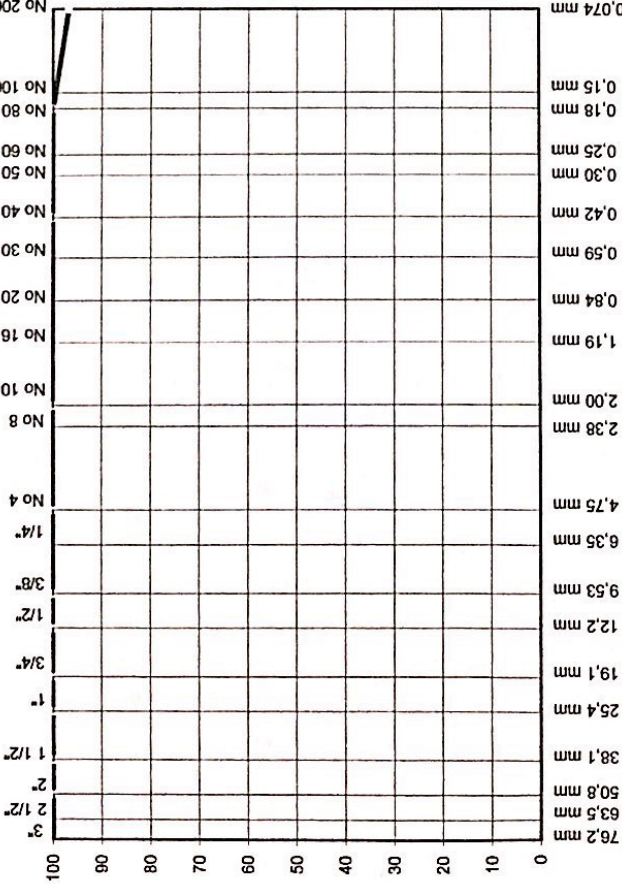 0 10 20 30 40 50 60 70 80 90 100
76,2 mm 3"
63,5 mm 2 1/2"
50,8 mm 2"
38,1 mm 1 1/2"
25,4 mm 1"
19,1 mm 3/4"
12,2 mm 1/2"
9,53 mm 3/8"
6,35 mm 1/4"
4,75 mm No 4
2,38 mm No 8
2,00 mm No 10
1,19 mm No 16
0,84 mm No 20
0,59 mm No 30
0,42 mm No 40
0,30 mm No 50
0,25 mm No 60
0,18 mm No 80
0,15 mm No 100
0,074 mm No 200